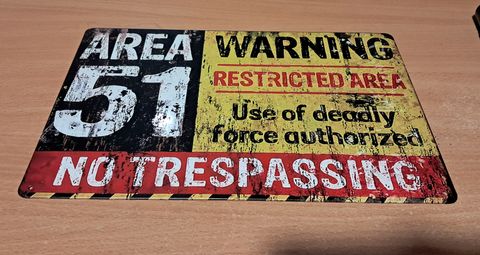 AREA
51
WARNING
RESTRICTED AREA
Use of deadly
force authorized
NO TRESPASSING